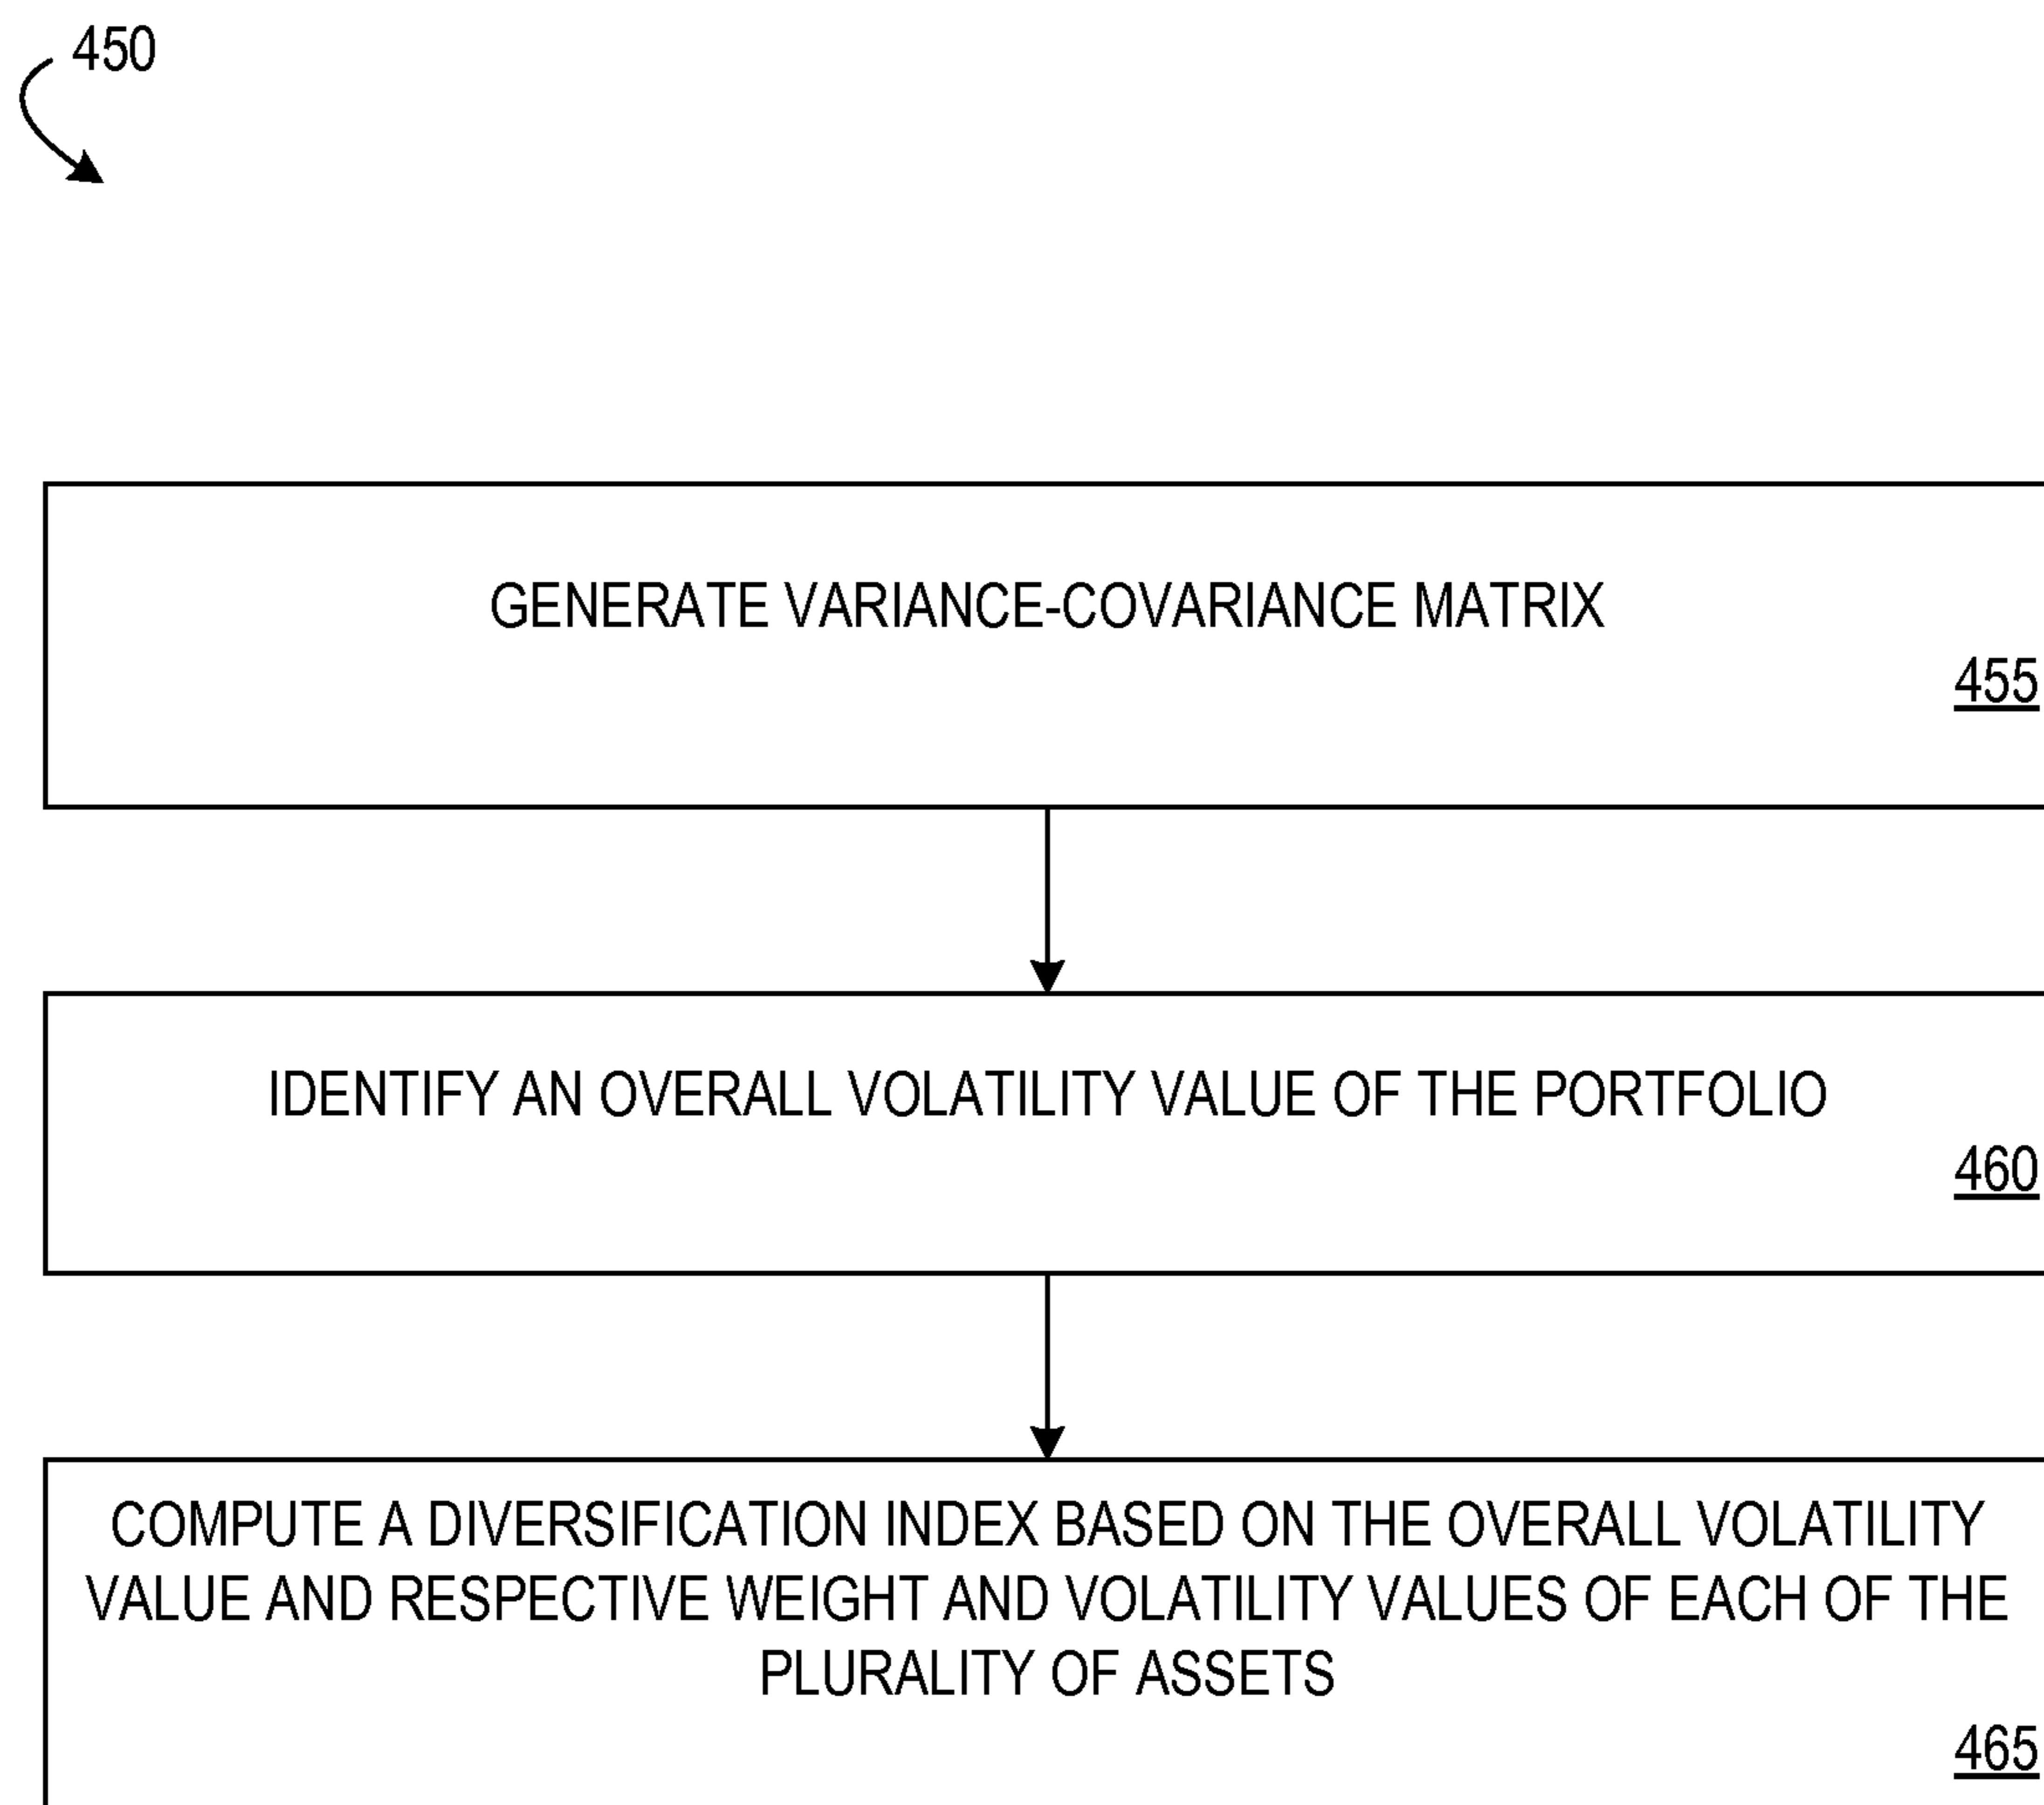 450
GENERATE VARIANCE-COVARIANCE MATRIX
455
IDENTIFY AN OVERALL VOLATILITY VALUE OF THE PORTFOLIO
460
COMPUTE A DIVERSIFICATION INDEX BASED ON THE OVERALL VOLATILITY
VALUE AND RESPECTIVE WEIGHT AND VOLATILITY VALUES OF EACH OF THE
PLURALITY OF ASSETS
465